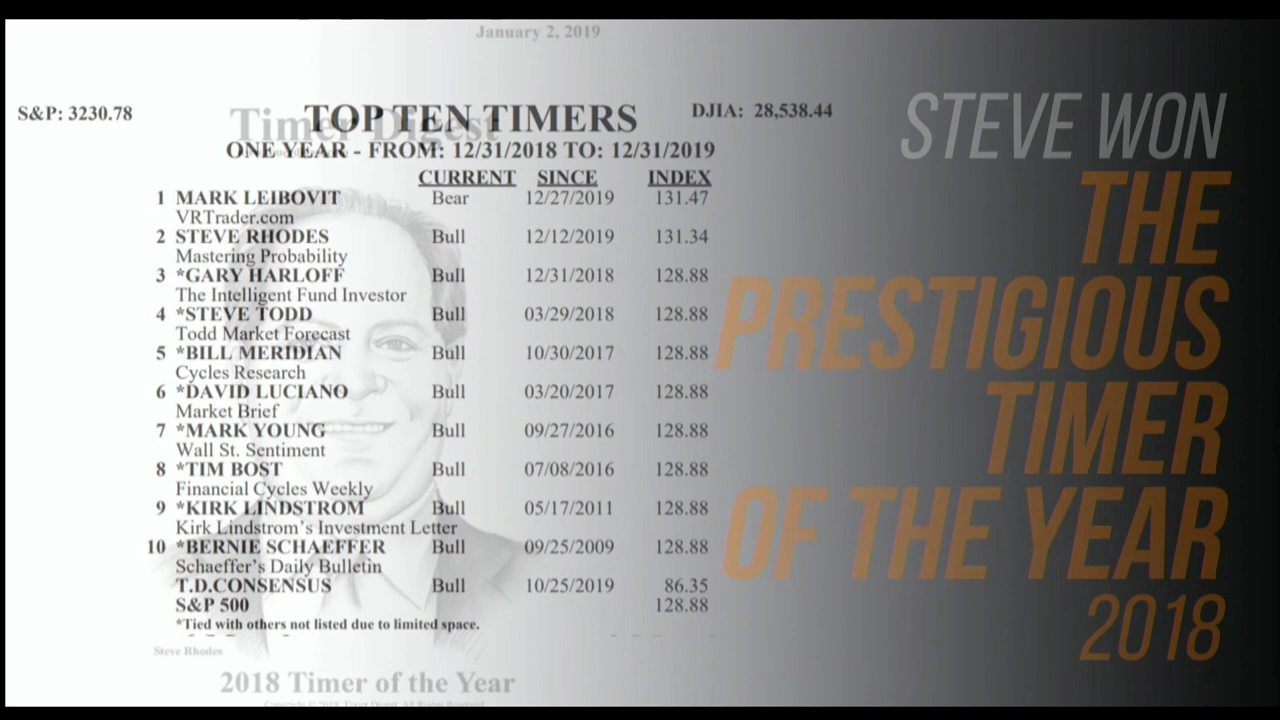 January 2, 2019
S&P: 3230.78
Timer Digest
TOP TEN TIMERS
DJIA: 28,538.44
ONE YEAR - FROM: 12/31/2018 TO: 12/31/2019
CURRENT SINCE INDEX
1 MARK LEIBOVIT Bear 12/27/2019 131.47
VRTrader.com
2 STEVE RHODES Bull 12/12/2019 131.34
Mastering Probability
3 *GARY HARLOFF Bull 12/31/2018 128.88
The Intelligent Fund Investor
4 *STEVE TODD Bull 03/29/2018 128.88
Todd Market Forecast
5 *BILL MERIDIAN Bull 10/30/2017 128.88
Cycles Research
6 *DAVID LUCIANO Bull 03/20/2017 128.88
Market Brief
7 *MARK YOUNG Bull 09/27/2016 128.88
Wall St. Sentiment
8 *TIM BOST Bull 07/08/2016 128.88
Financial Cycles Weekly
9 *KIRK LINDSTROM Bull 05/17/2011 128.88
Kirk Lindstrom's Investment Letter
10 *BERNIE SCHAEFFER Bull 09/25/2009 128.88
Schaeffer's Daily Bulletin
T.D.CONSENSUS Bull 10/25/2019 86.35
S&P 500 128.88
*Tied with others not listed due to limited space.
Steve Rhodes
2018 Timer of the Year
STEVE WON
THE
PRESTIGIOUS
TIMER
OF THE YEAR
2018